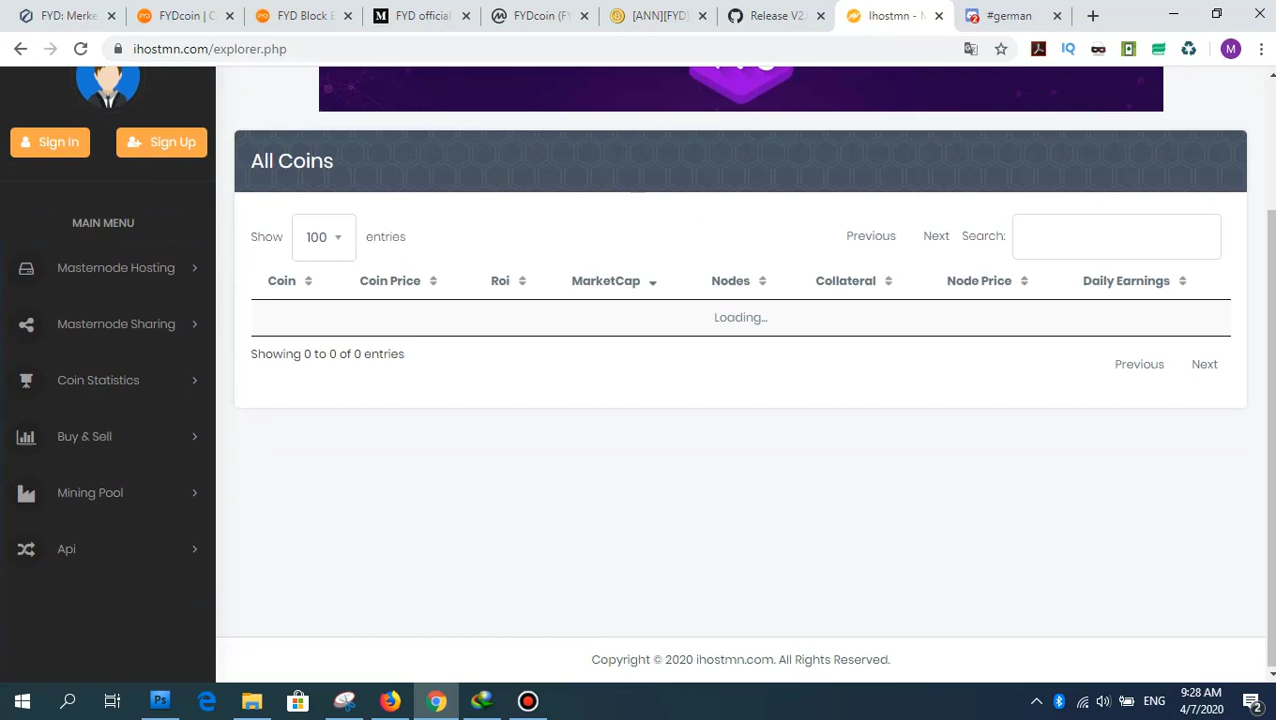 FYD: Merke
FYDcoin | C
FYD Block E
FYD official
FYDcoin (FY
[ANN][FYD]
Release V2.
Ihostmn - M
#german
ihostmn.com/explorer.php
IQ
M
Sign In
Sign Up
MAIN MENU
Masternode Hosting
Masternode Sharing
Coin Statistics
Buy & Sell
Mining Pool
Api
All Coins
Show 100 entries
Previous Next Search:
Coin Coin Price Roi MarketCap Nodes Collateral Node Price Daily Earnings
Loading...
Showing 0 to 0 of 0 entries
Previous Next
Copyright © 2020 ihostmn.com. All Rights Reserved.
Ps
ENG
9:28 AM
4/7/2020
2